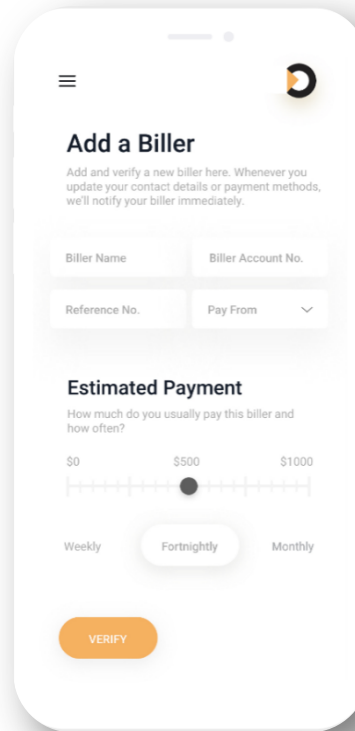 Add a Biller
Add and verify a new biller here. Whenever you
update your contact details or payment methods,
we'll notify your biller immediately.
Biller Name
Biller Account No.
Reference No.
Pay From
Estimated Payment
How much do you usually pay this biller and
how often?
$0 $500 $1000
Weekly Fortnightly Monthly
VERIFY